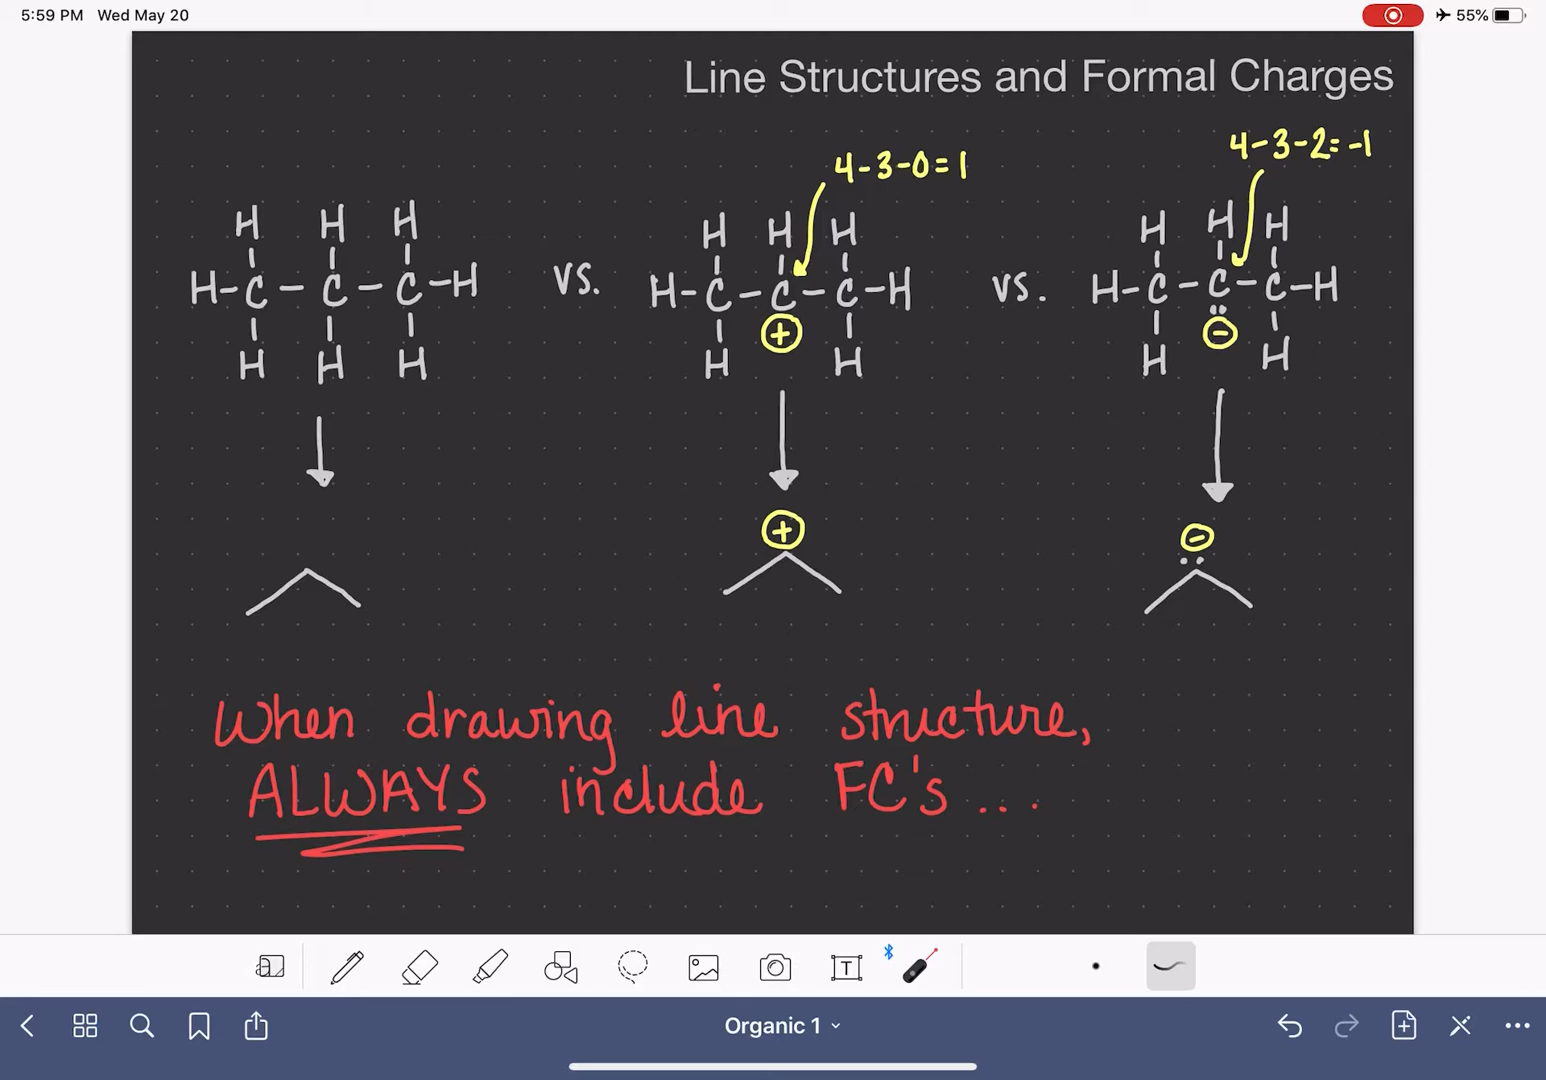 5:59 PM Wed May 20
55%
Line Structures and Formal Charges
4-3-0=1
4-3-2=-1
H H H
H-C-C-C-H
H H H
vs.
H H H
H-C-C-C-H
+
H H
vs.
H H H
H-C-C-C-H
-
H H
+
-
When drawing line structure,
ALWAYS include FC's ...
T
Organic 1